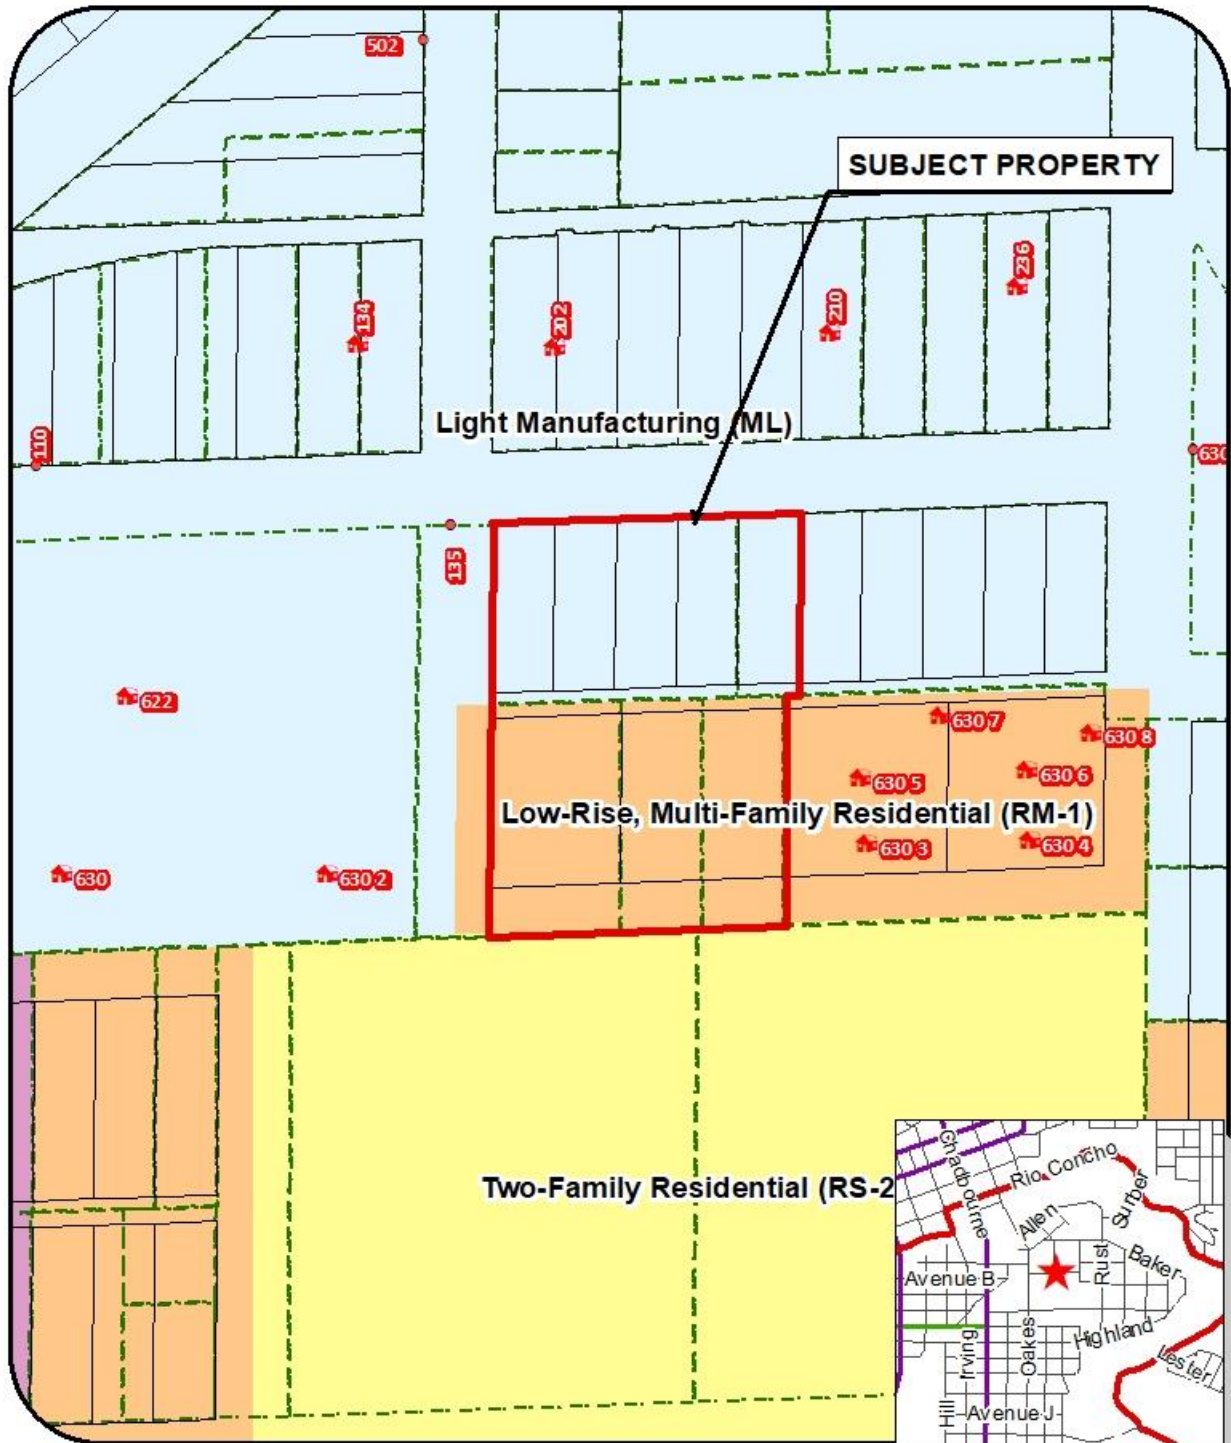 502
SUBJECT PROPERTY
236
134
202
210
Light Manufacturing (ML)
110
630
135
622
630 7
630 8
630 5
630 6
Low-Rise, Multi-Family Residential (RM-1)
630 3
630 4
630
630 2
Two-Family Residential (RS-2
Chadbourne
Rio Concho
Surber
Allen
Rust
Baker
Avenue B
Irving
Oakes
Highland
Lester
Hill
Avenue J